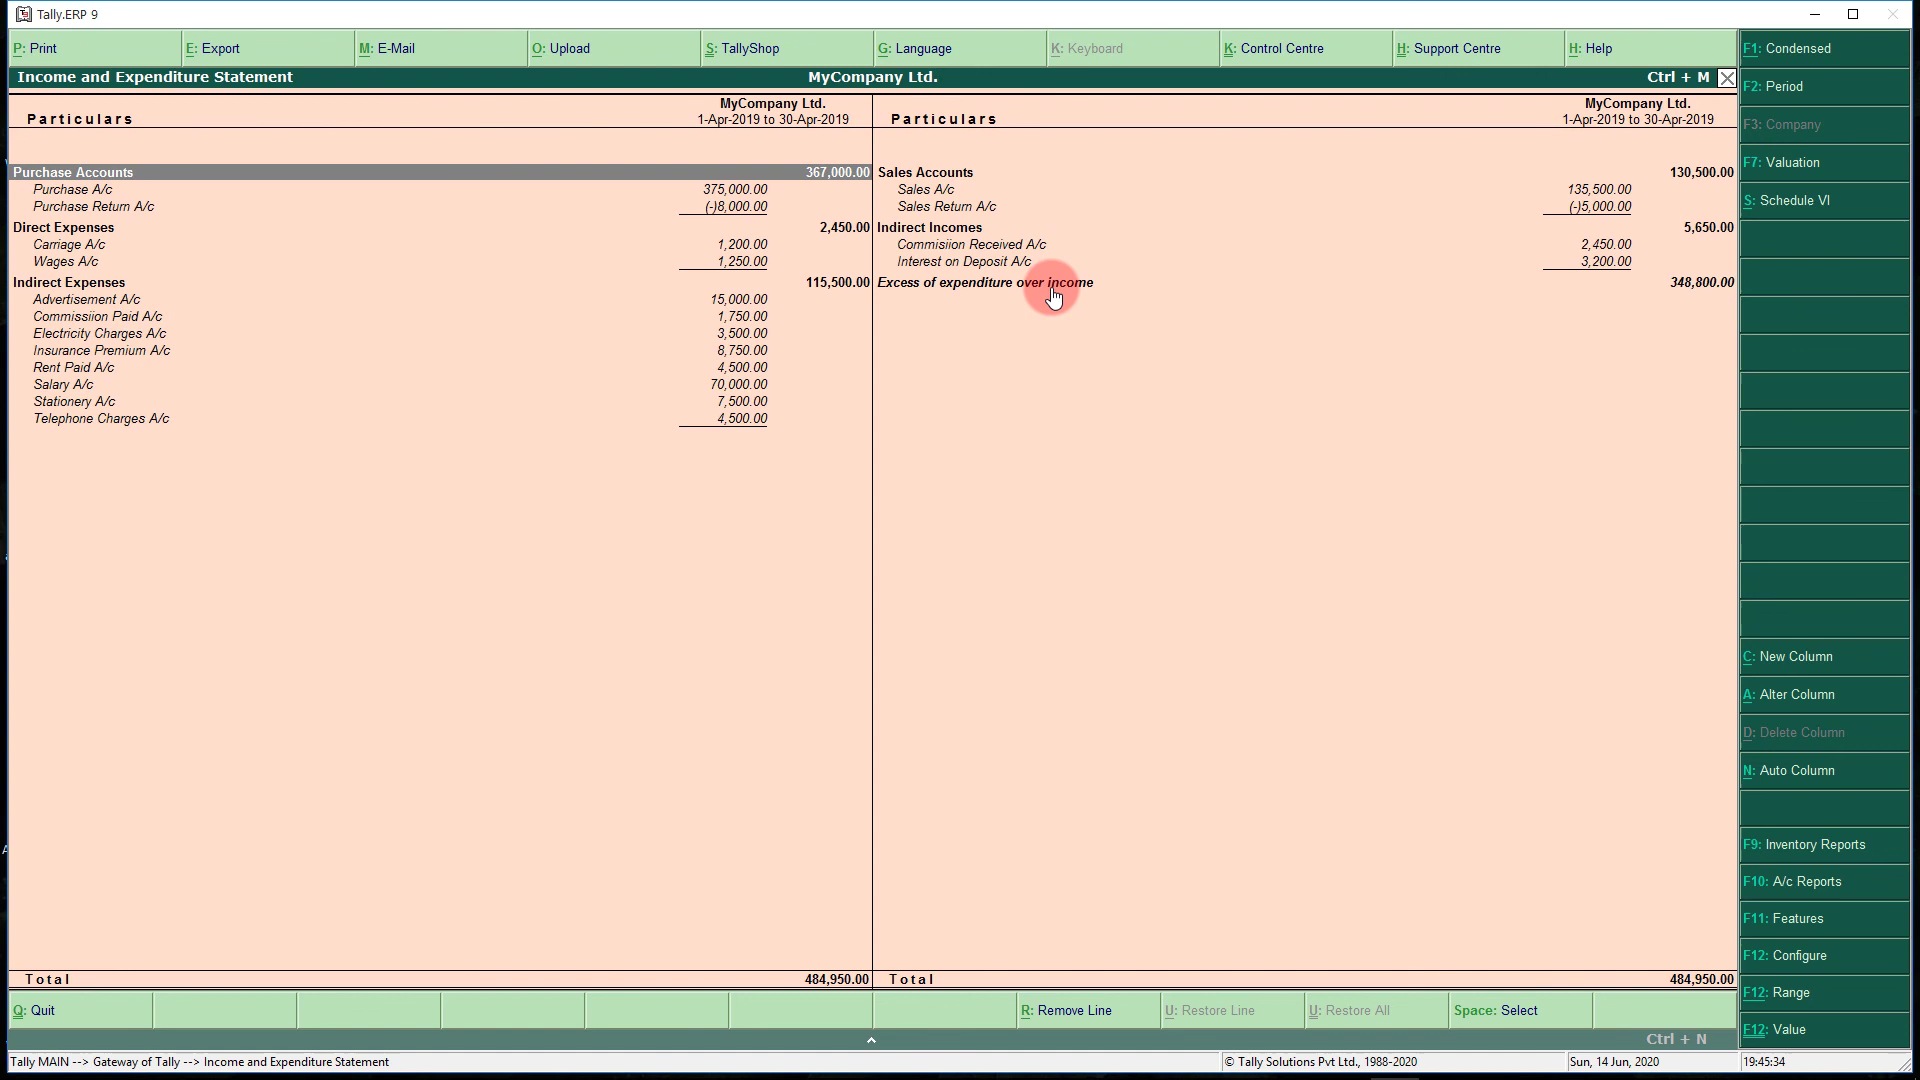 Tally.ERP 9
P: Print E: Export M: E-Mail O: Upload S: TallyShop G: Language K: Keyboard K: Control Centre H: Support Centre H: Help
Income and Expenditure Statement MyCompany Ltd. Ctrl + M
Particulars MyCompany Ltd. 1-Apr-2019 to 30-Apr-2019
Purchase Accounts 367,000.00
Purchase A/c 375,000.00
Purchase Return A/c (-)8,000.00
Direct Expenses 2,450.00
Carriage A/c 1,200.00
Wages A/c 1,250.00
Indirect Expenses 115,500.00
Advertisement A/c 15,000.00
Commissiion Paid A/c 1,750.00
Electricity Charges A/c 3,500.00
Insurance Premium A/c 8,750.00
Rent Paid A/c 4,500.00
Salary A/c 70,000.00
Stationery A/c 7,500.00
Telephone Charges A/c 4,500.00
Total 484,950.00
Particulars MyCompany Ltd. 1-Apr-2019 to 30-Apr-2019
Sales Accounts 130,500.00
Sales A/c 135,500.00
Sales Return A/c (-)5,000.00
Indirect Incomes 5,650.00
Commisiion Received A/c 2,450.00
Interest on Deposit A/c 3,200.00
Excess of expenditure over income 348,800.00
Total 484,950.00
F1: Condensed
F2: Period
F3: Company
F7: Valuation
S: Schedule VI
C: New Column
A: Alter Column
D: Delete Column
N: Auto Column
F9: Inventory Reports
F10: A/c Reports
F11: Features
F12: Configure
F12: Range
F12: Value
Q: Quit R: Remove Line U: Restore Line U: Restore All Space: Select
Ctrl + N
Tally MAIN --> Gateway of Tally --> Income and Expenditure Statement © Tally Solutions Pvt Ltd., 1988-2020 Sun, 14 Jun, 2020 19:45:34